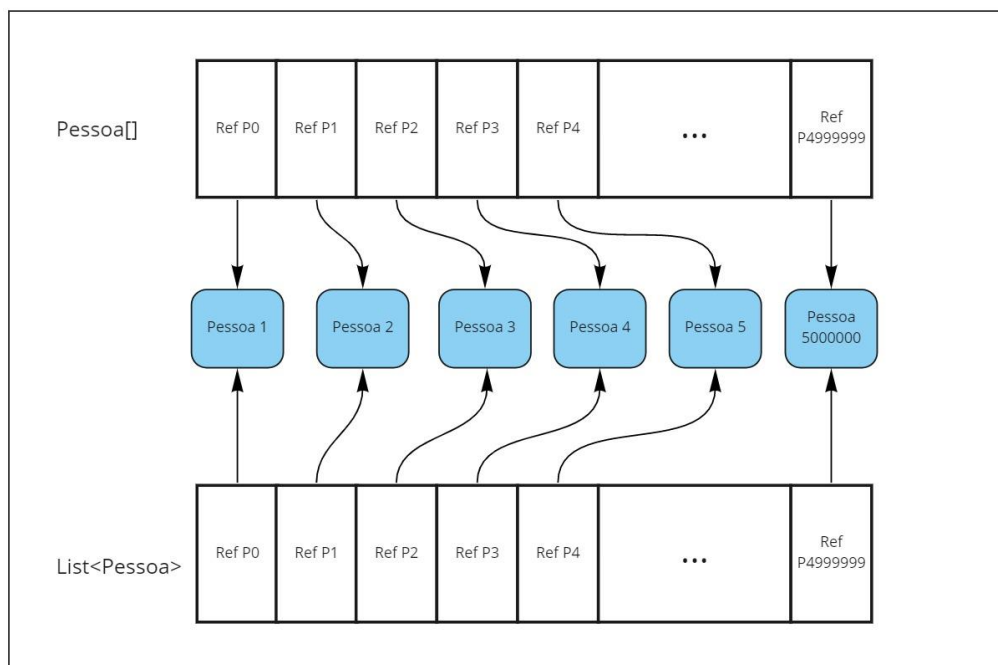 Pessoa[]
Ref P0
Ref P1
Ref P2
Ref P3
Ref P4
...
Ref
P4999999
Pessoa 1
Pessoa 2
Pessoa 3
Pessoa 4
Pessoa 5
Pessoa
5000000
List<Pessoa>
Ref P0
Ref P1
Ref P2
Ref P3
Ref P4
...
Ref
P4999999